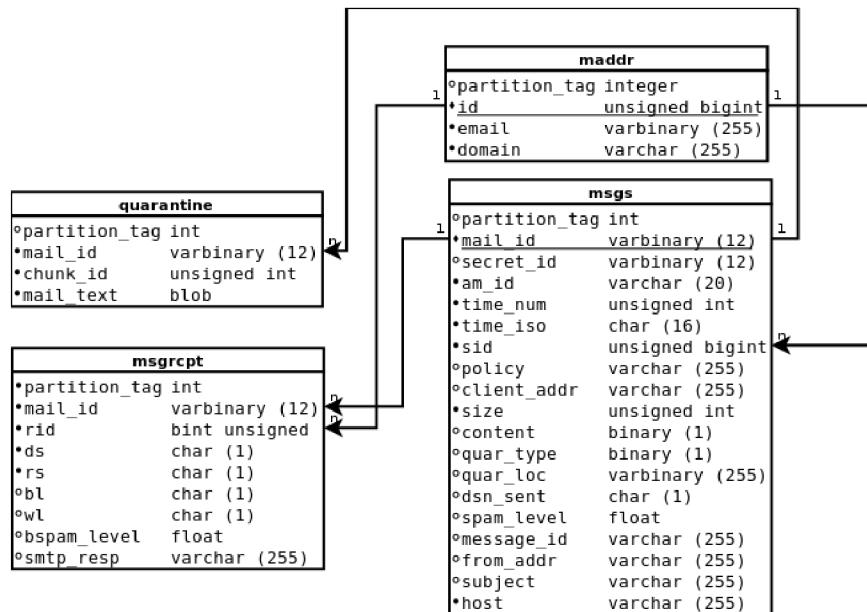 maddr
partition_tag integer
id unsigned bigint
email varbinary (255)
domain varchar (255)
1
1
quarantine
partition_tag int
mail_id varbinary (12)
chunk_id unsigned int
mail_text blob
n
msgs
partition_tag int
mail_id varbinary (12)
secret_id varbinary (12)
am_id varchar (20)
time_num unsigned int
time_iso char (16)
sid unsigned bigint
policy varchar (255)
client_addr varchar (255)
size unsigned int
content binary (1)
quar_type binary (1)
quar_loc varbinary (255)
dsn_sent char (1)
spam_level float
message_id varchar (255)
from_addr varchar (255)
subject varchar (255)
host varchar (255)
1
1
n
msgrcpt
partition_tag int
mail_id varbinary (12)
rid bint unsigned
ds char (1)
rs char (1)
bl char (1)
wl char (1)
bspam_level float
smtp_resp varchar (255)
n
n